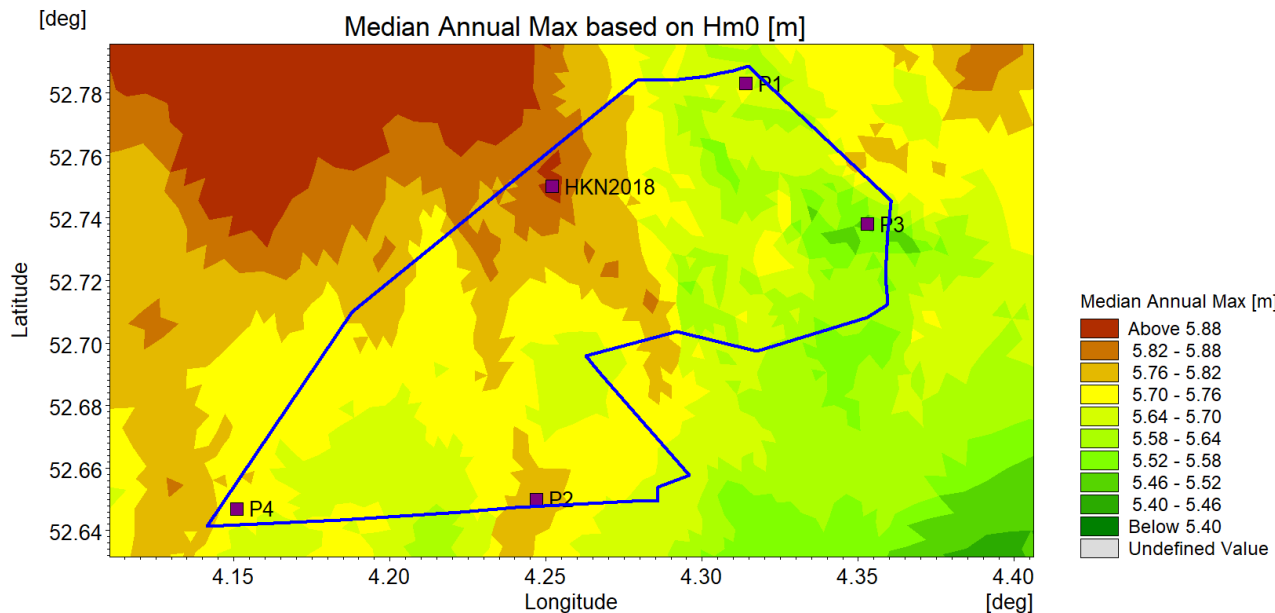 [deg]
Median Annual Max based on Hm0 [m]
52.78
52.76
52.74
52.72
52.70
52.68
52.66
52.64
Latitude
P1
HKN2018
P3
P2
P4
4.15
4.20
4.25
4.30
4.35
4.40
Longitude
[deg]
Median Annual Max [m]
Above 5.88
5.82 - 5.88
5.76 - 5.82
5.70 - 5.76
5.64 - 5.70
5.58 - 5.64
5.52 - 5.58
5.46 - 5.52
5.40 - 5.46
Below 5.40
Undefined Value